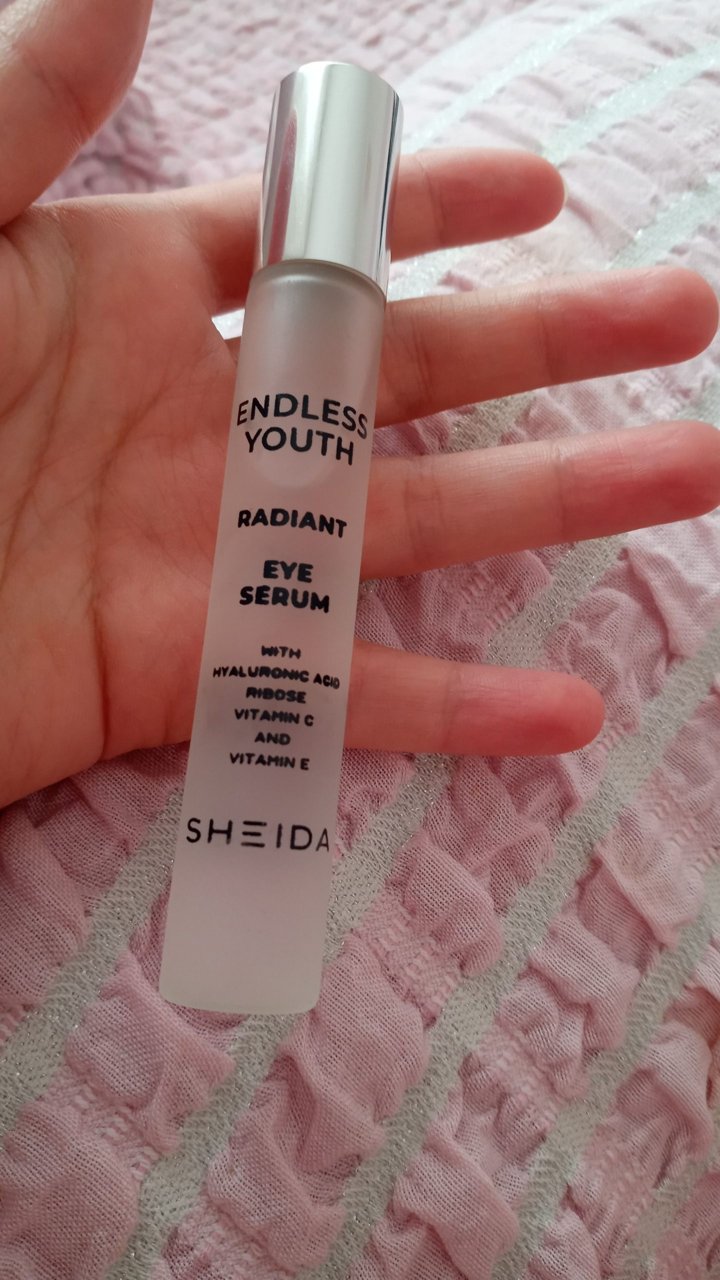 ENDLESS
YOUTH
RADIANT
EYE
SERUM
WITH
HYALURONIC ACID
RIBOSE
VITAMIN C
AND
VITAMIN E
SHEIDA